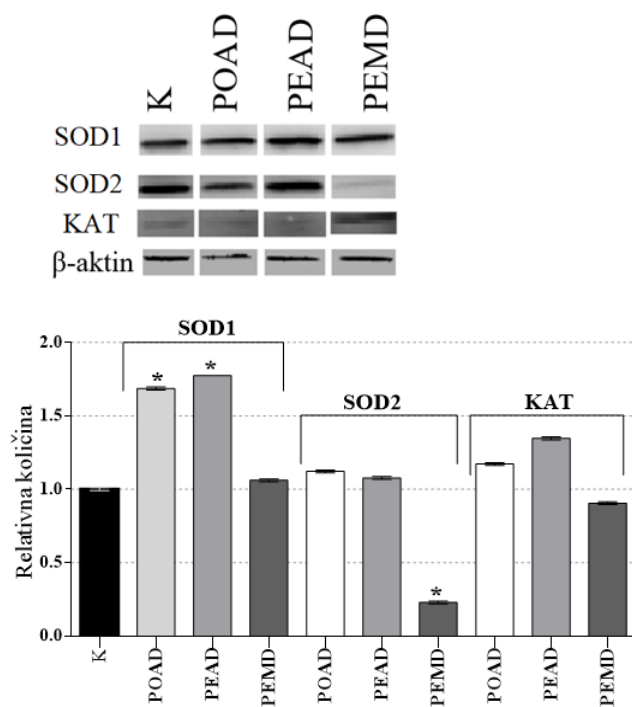 K POAD PEAD PEMD
SOD1
SOD2
KAT
β-aktin
SOD1
SOD2
KAT
Relativna količina
2.0
1.5
1.0
0.5
0.0
* * *
K POAD PEAD PEMD POAD PEAD PEMD POAD PEAD PEMD